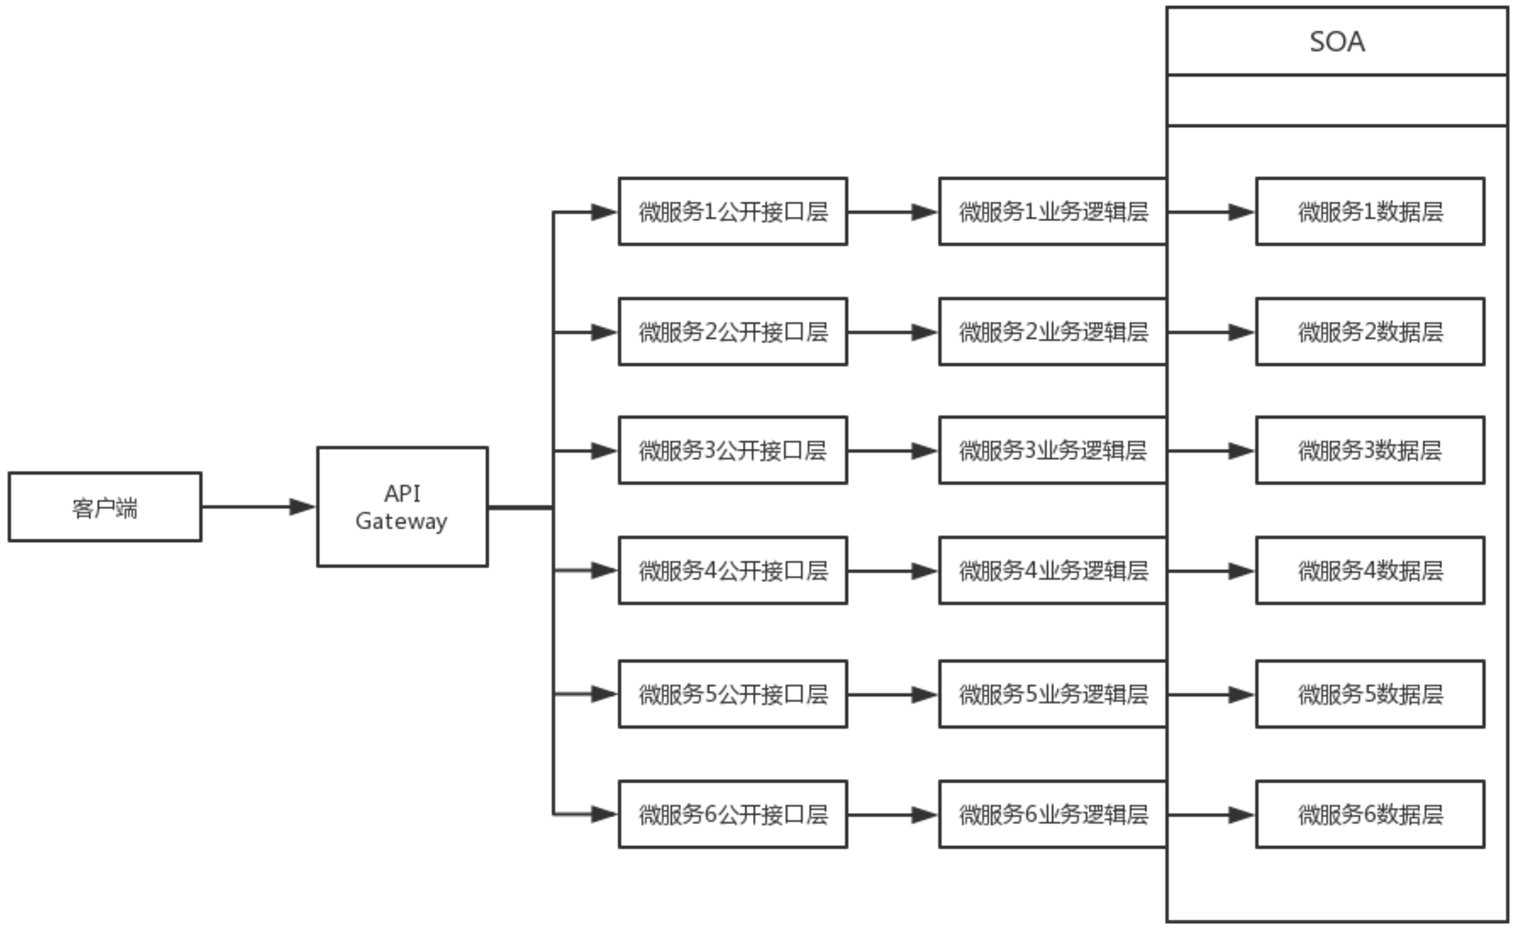 SOA
微服务1公开接口层
微服务1业务逻辑层
微服务1数据层
微服务2公开接口层
微服务2业务逻辑层
微服务2数据层
微服务3公开接口层
微服务3业务逻辑层
微服务3数据层
客户端
API
Gateway
微服务4公开接口层
微服务4业务逻辑层
微服务4数据层
微服务5公开接口层
微服务5业务逻辑层
微服务5数据层
微服务6公开接口层
微服务6业务逻辑层
微服务6数据层